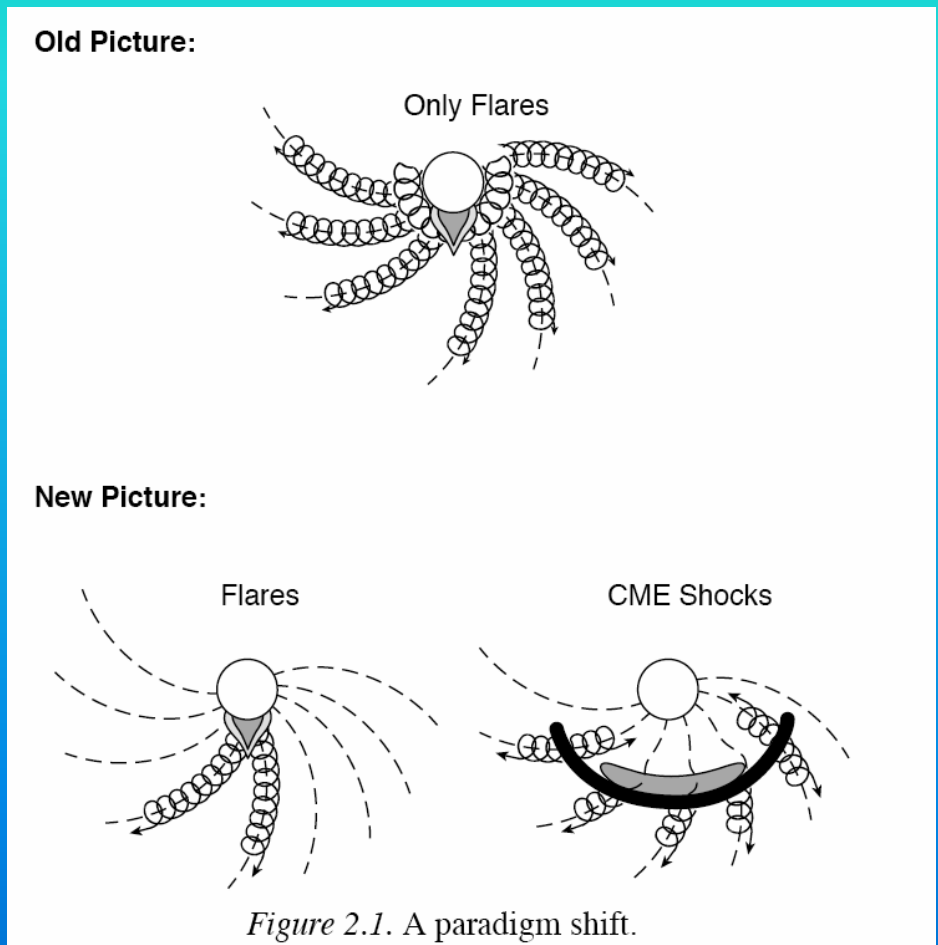 Old Picture:
Only Flares
New Picture:
Flares
CME Shocks
Figure 2.1. A paradigm shift.